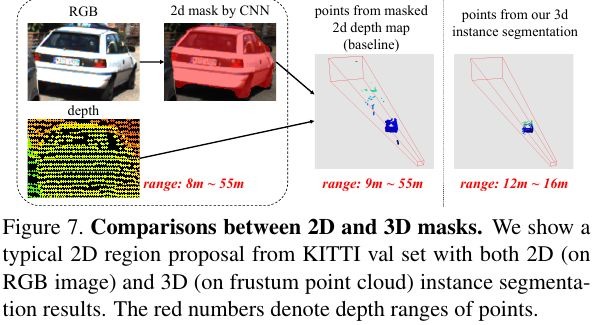 RGB
2d mask by CNN
points from masked
2d depth map
(baseline)
points from our 3d
instance segmentation
depth
range: 8m ~ 55m
range: 9m ~ 55m
range: 12m ~ 16m
Figure 7. Comparisons between 2D and 3D masks. We show a
typical 2D region proposal from KITTI val set with both 2D (on
RGB image) and 3D (on frustum point cloud) instance segmenta-
tion results. The red numbers denote depth ranges of points.